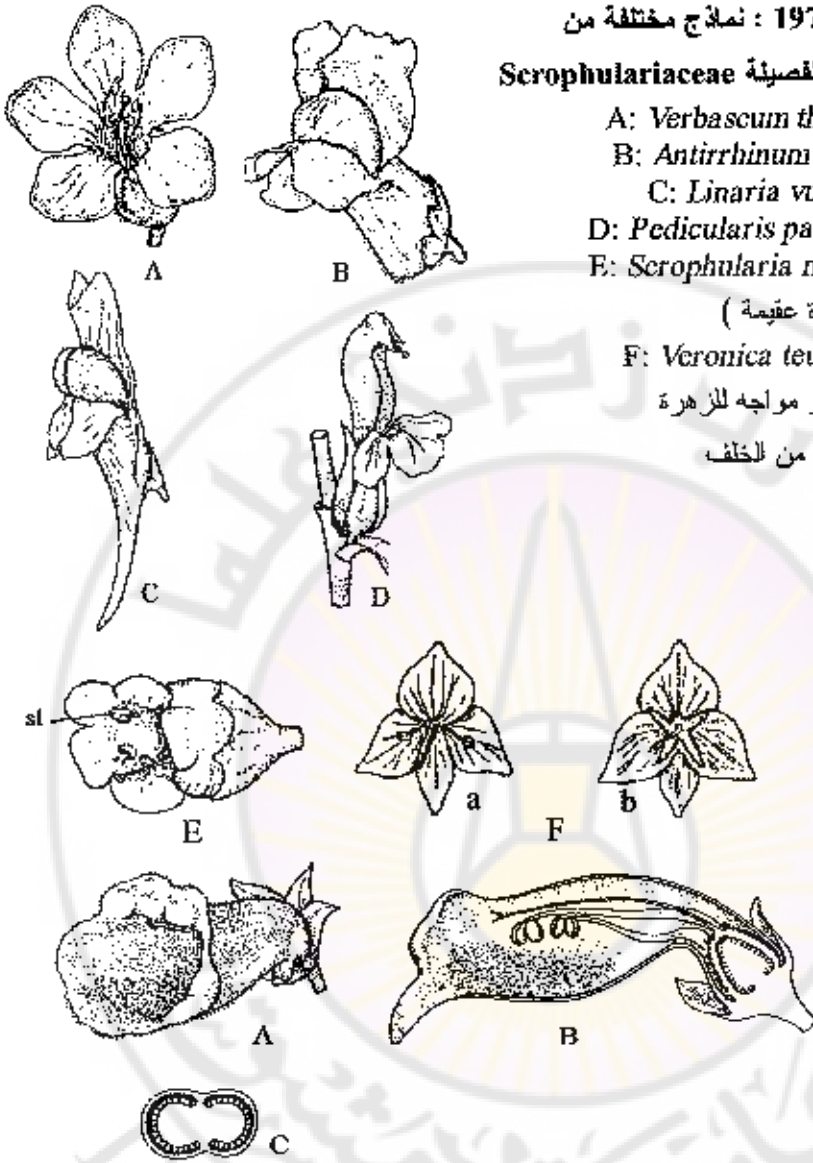 197 : نماذج مختلفة من
الفصيلة Scrophulariaceae
A: Verbascum th
B: Antirrhinum
C: Linaria vu
D: Pedicularis pa
E: Scrophularia n
ة عقيمة )
F: Veronica teu
ر مواجه للزهرة
من الخلف
A
B
C
D
st
E
a
b
F
A
B
C